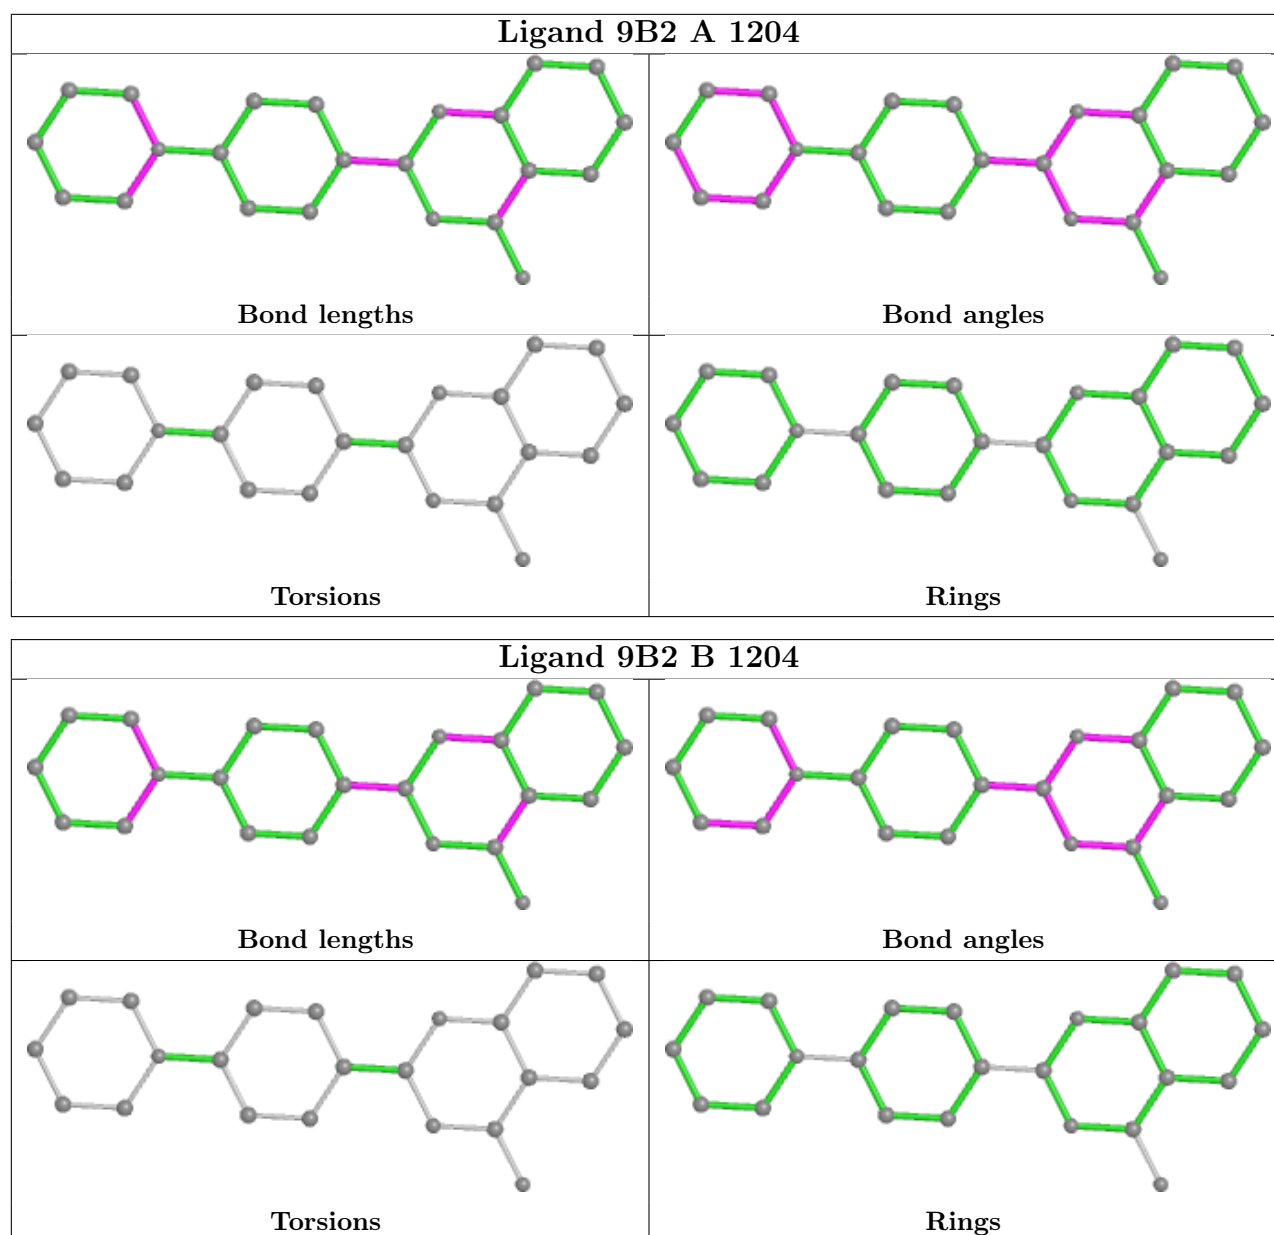 Ligand 9B2 A 1204
Bond lengths
Bond angles
Torsions
Rings
Ligand 9B2 B 1204
Bond lengths
Bond angles
Torsions
Rings